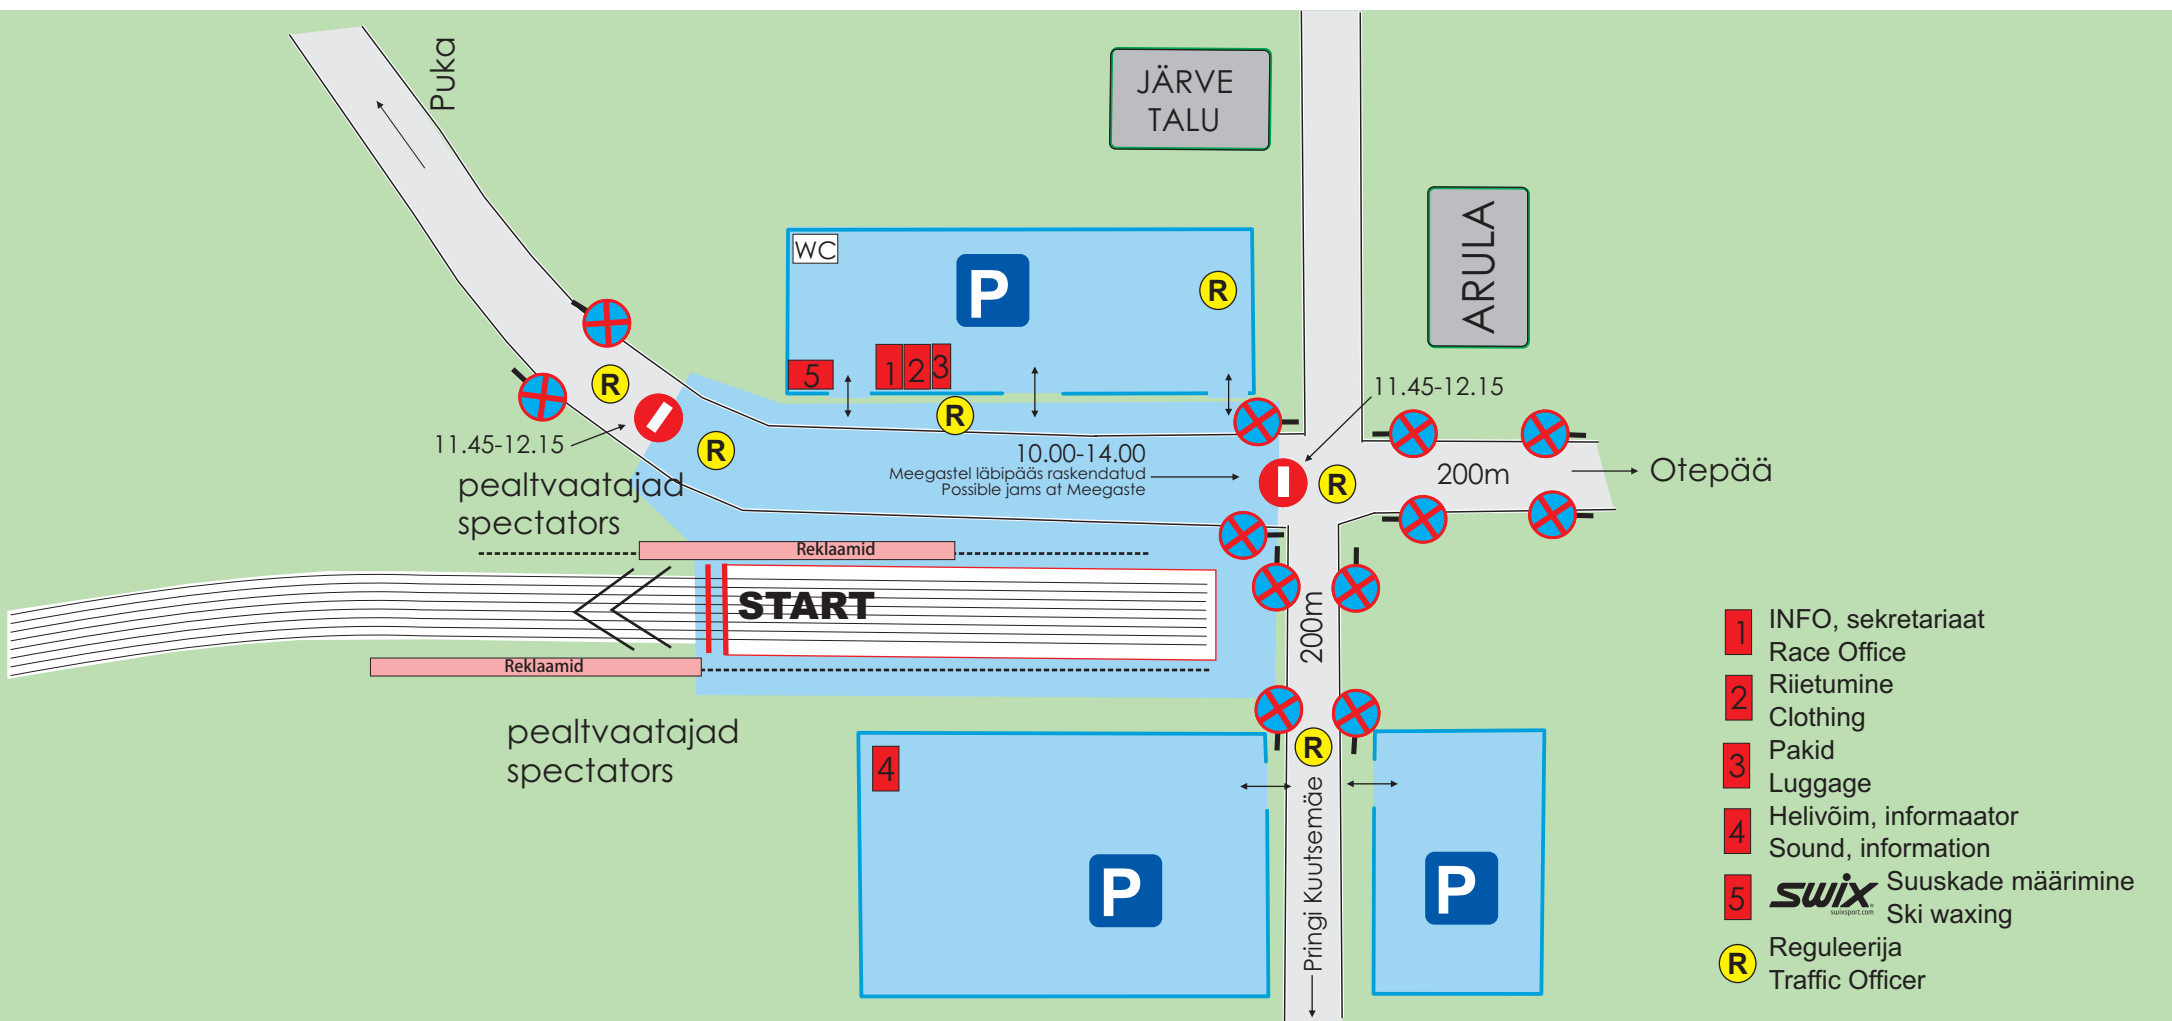 Puka
JÄRVE
TALU
ARULA
WC
P
R
5
1
2
3
R
R
R
11.45-12.15
11.45-12.15
10.00-14.00
Meegastel läbipääs raskendatud
Possible jams at Meegaste
R
200m
Otepää
pealtvaatajad
spectators
Reklaamid
START
200m
Reklaamid
pealtvaatajad
spectators
R
4
P
Pringi Kuutsemäe
P
1 INFO, sekretariaat
Race Office
2 Riietumine
Clothing
3 Pakid
Luggage
4 Helivõim, informaator
Sound, information
5 swix Suuskade määrimine
swixsport.com Ski waxing
R Reguleerija
Traffic Officer